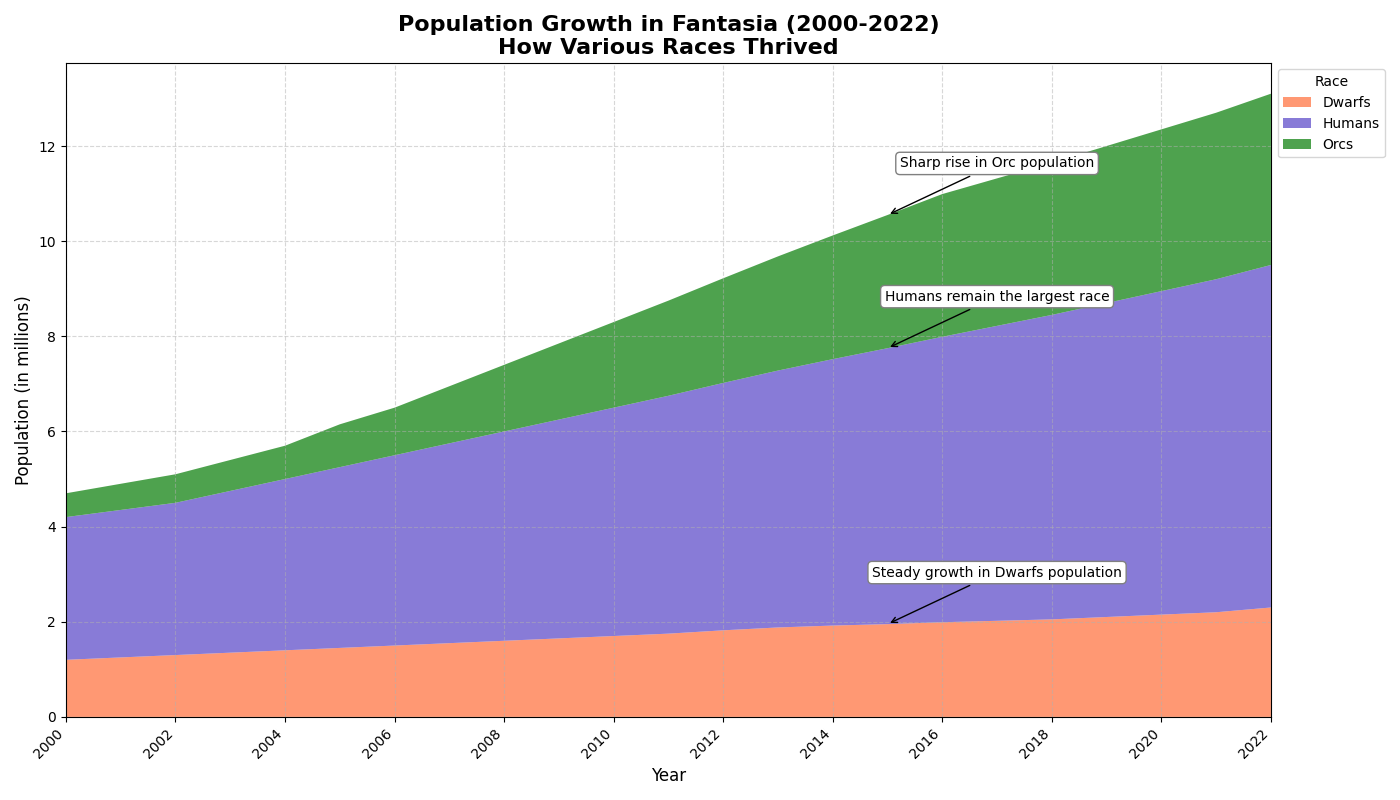 Population Growth in Fantasia (2000-2022)
How Various Races Thrived
Race
Dwarfs
Humans
Orcs
Sharp rise in Orc population
Humans remain the largest race
Steady growth in Dwarfs population
Population (in millions)
12
10
8
6
4
2
0
2000
2002
2004
2006
2008
2010
2012
2014
2016
2018
2020
2022
Year